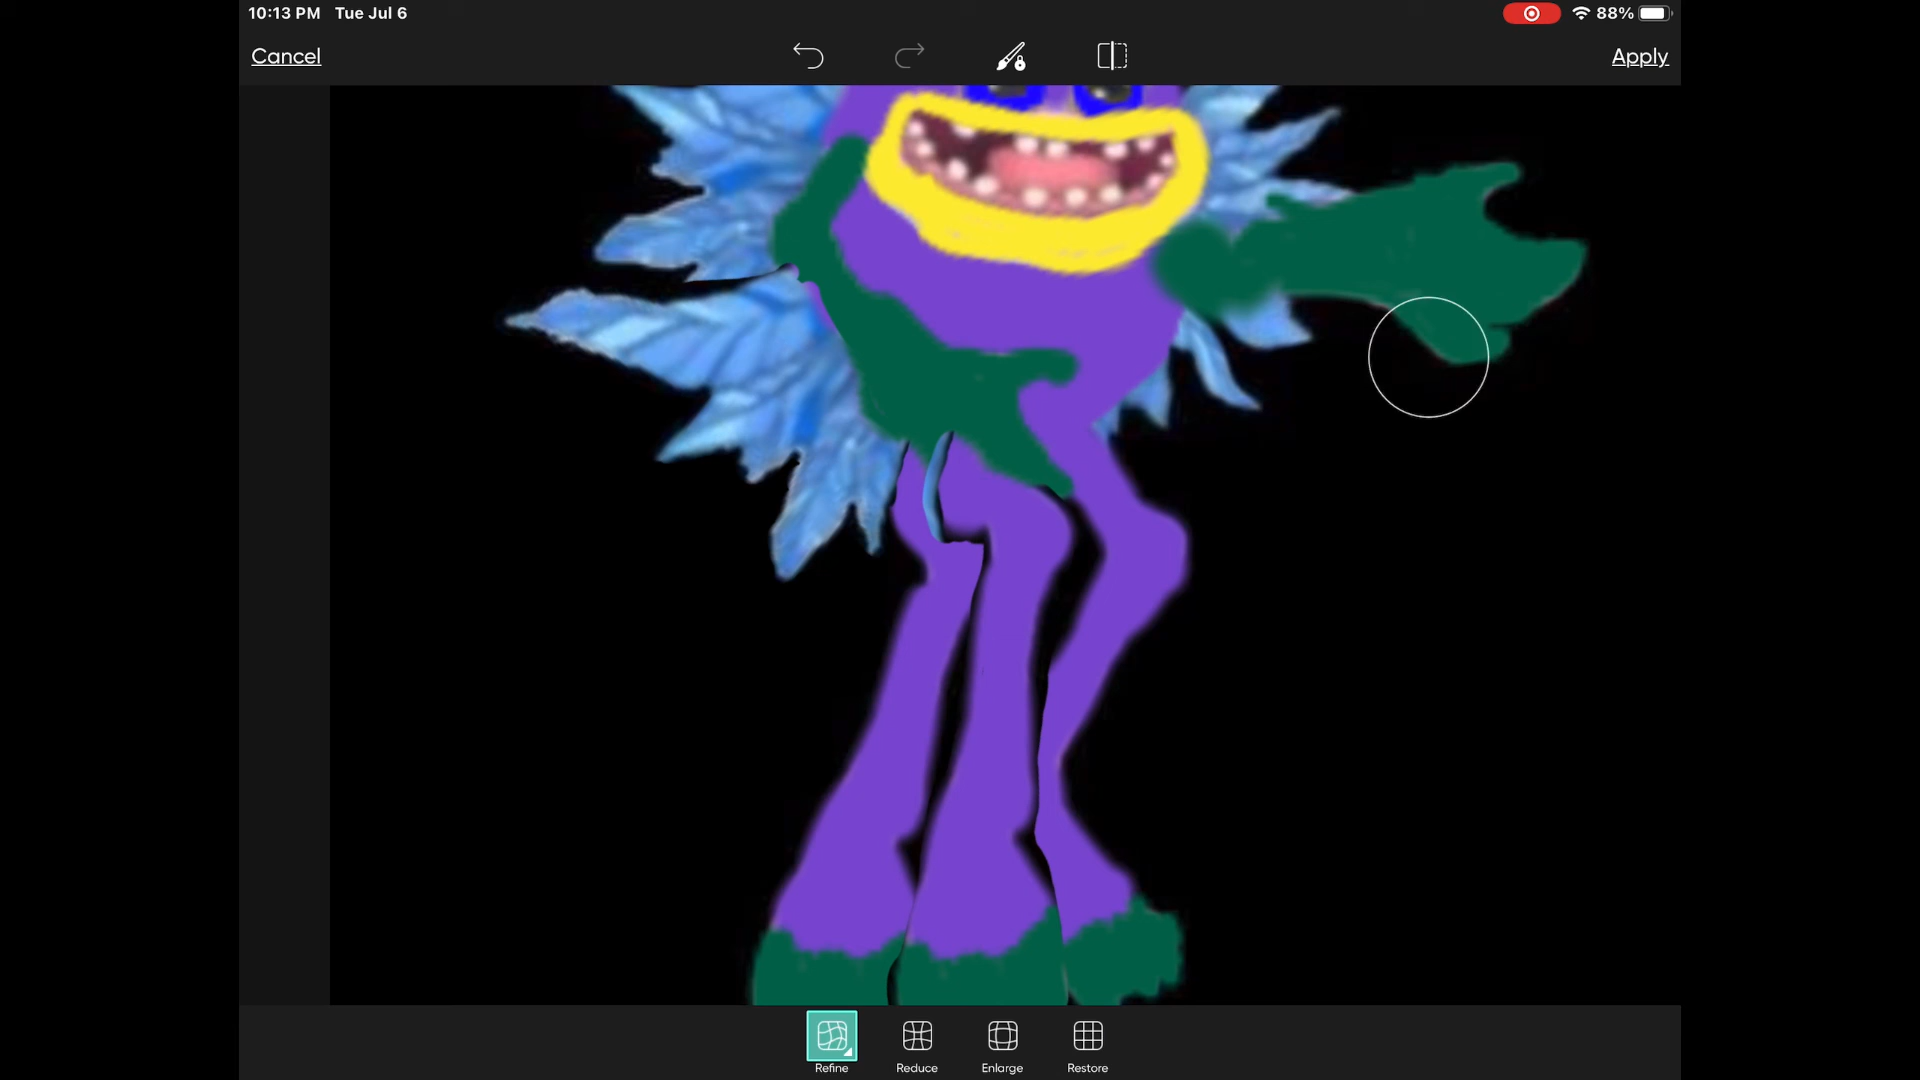 10:13 PM Tue Jul 6
88%
Cancel
Apply
Refine
Reduce
Enlarge
Restore